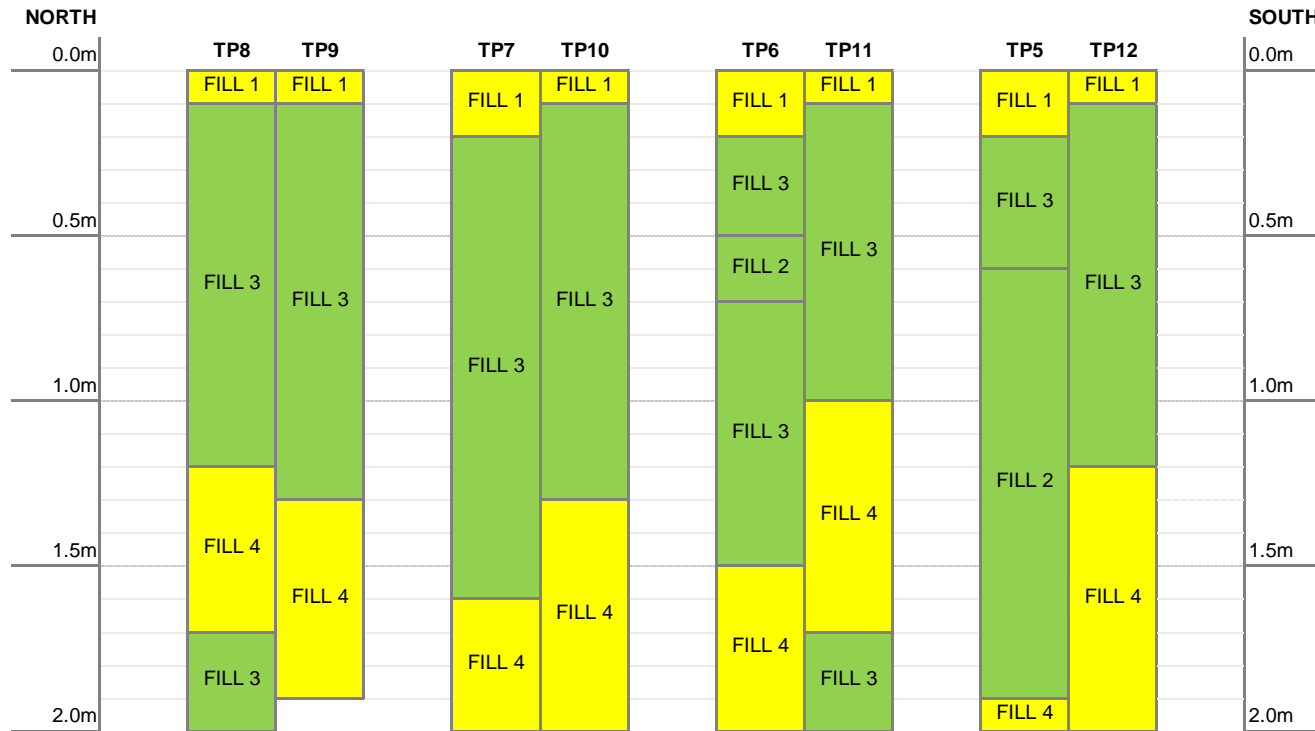 NORTH
SOUTH
TP8 TP9 TP7 TP10 TP6 TP11 TP5 TP12
0.0m 0.0m
FILL 1 FILL 1 FILL 1 FILL 1
FILL 1 FILL 1 FILL 1 FILL 1
FILL 3 FILL 3
0.5m 0.5m
FILL 3 FILL 3
FILL 2
FILL 3
FILL 3 FILL 3
FILL 3
1.0m 1.0m
FILL 3
FILL 2
FILL 4
FILL 4
1.5m 1.5m
FILL 4 FILL 4 FILL 4
FILL 4
FILL 4
FILL 3 FILL 3
2.0m FILL 4 2.0m